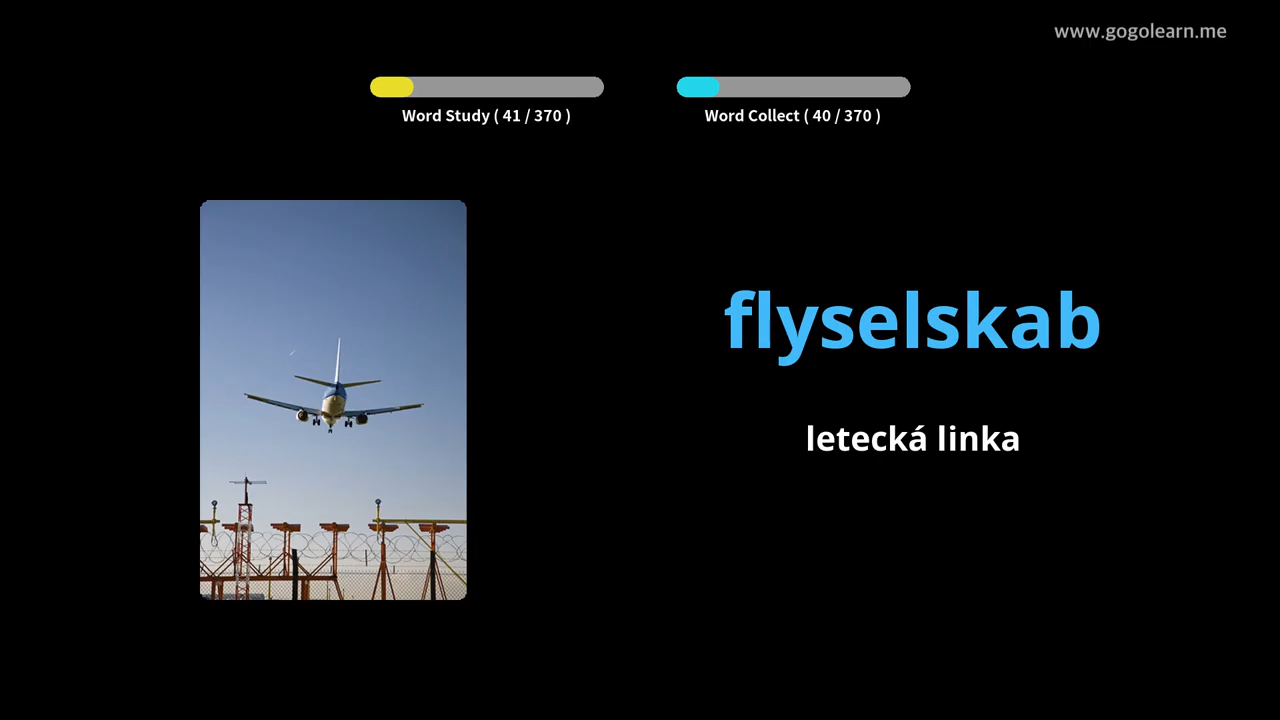 www.gogolearn.me
Word Study ( 41 / 370 )
Word Collect ( 40 / 370 )
flyselskab
letecká linka